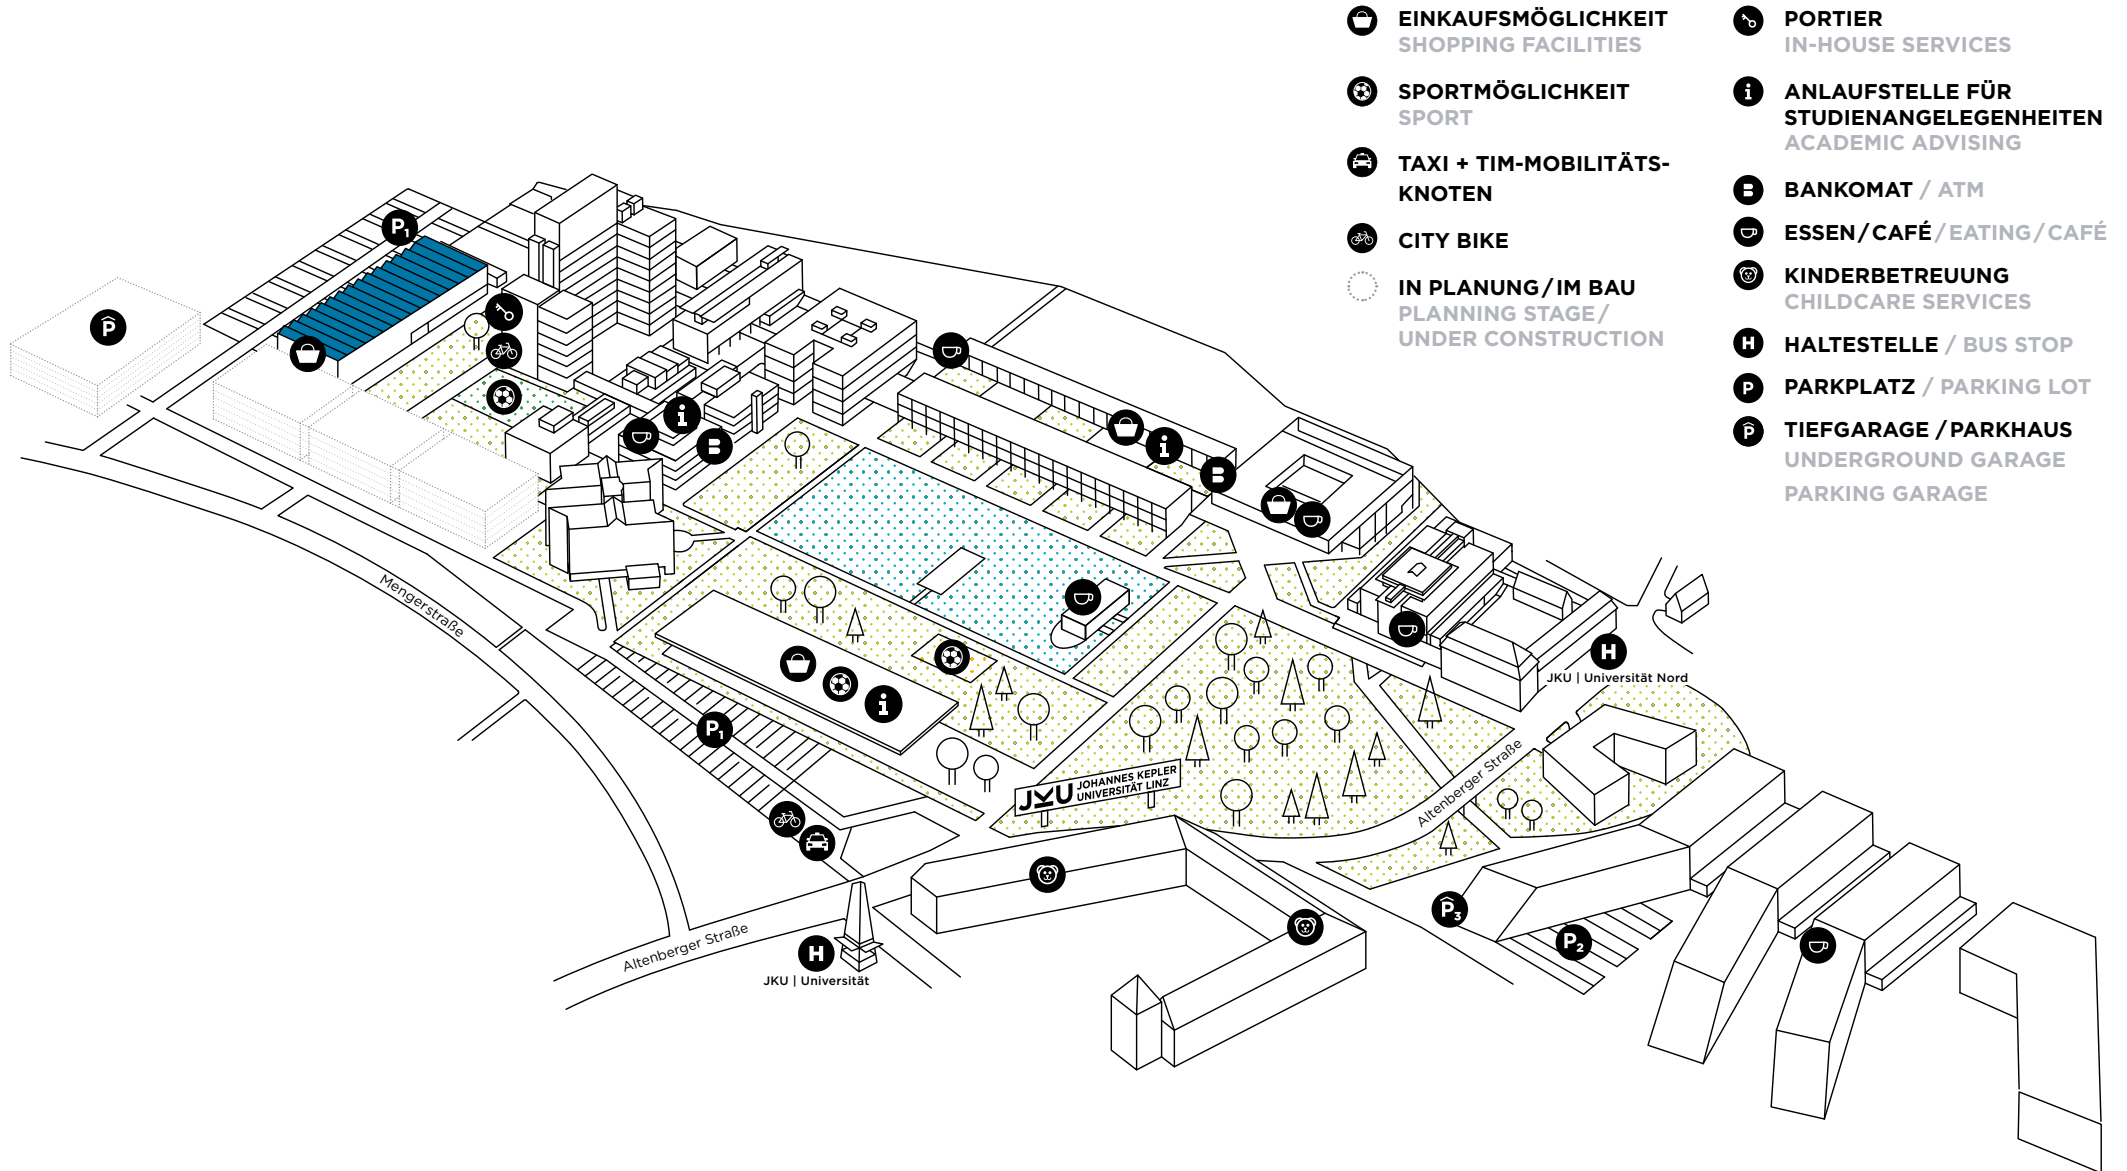 EINKAUFSMÖGLICHKEIT
SHOPPING FACILITIES
SPORTMÖGLICHKEIT
SPORT
TAXI + TIM-MOBILITÄTS-
KNOTEN
CITY BIKE
IN PLANUNG / IM BAU
PLANNING STAGE /
UNDER CONSTRUCTION
PORTIER
IN-HOUSE SERVICES
i
ANLAUFSTELLE FÜR
STUDIENANGELEGENHEITEN
ACADEMIC ADVISING
B
BANKOMAT / ATM
ESSEN / CAFÉ / EATING / CAFÉ
KINDERBETREUUNG
CHILDCARE SERVICES
H
HALTESTELLE / BUS STOP
P
PARKPLATZ / PARKING LOT
P
TIEFGARAGE / PARKHAUS
UNDERGROUND GARAGE
PARKING GARAGE
P1
P
i
B
i
B
Mengerstraße
i
P1
H
JKU | Universität Nord
JKU JOHANNES KEPLER
UNIVERSITÄT LINZ
Altenberger Straße
P3
P2
Altenberger Straße
H
JKU | Universität